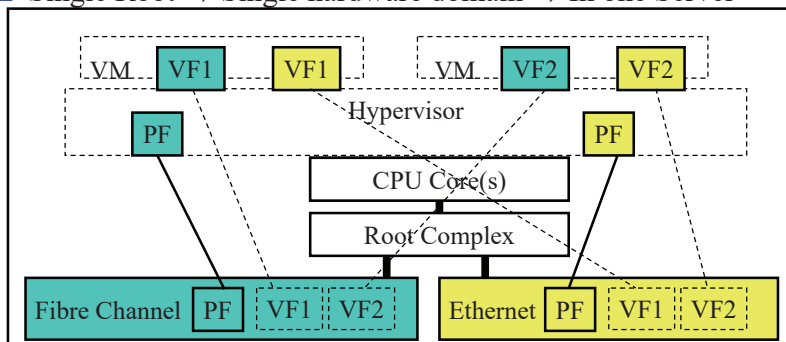 Single Root → Single hardware domain → In one Server
VM VF1 VF1 VM VF2 VF2
Hypervisor
PF PF
CPU Core(s)
Root Complex
Fibre Channel PF VF1 VF2 Ethernet PF VF1 VF2